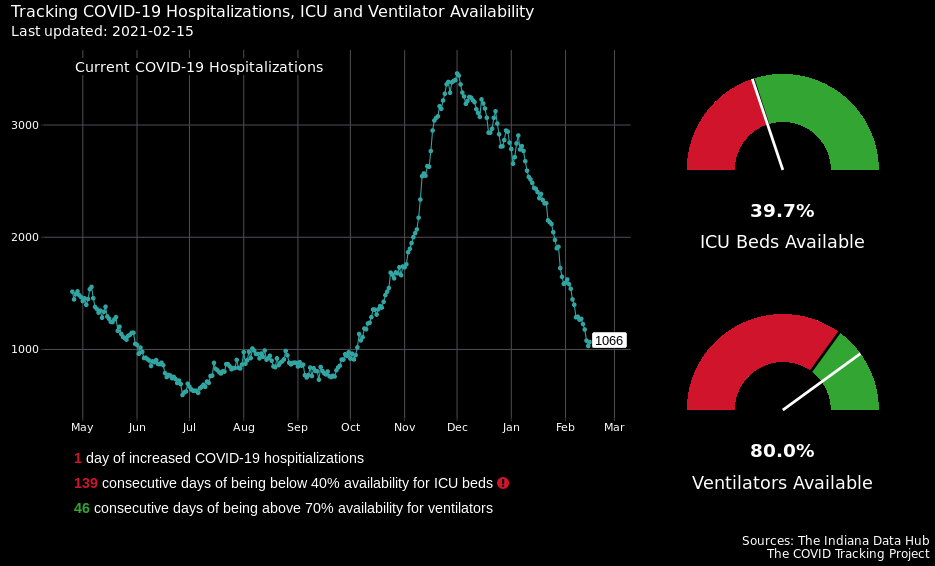 Tracking COVID-19 Hospitalizations, ICU and Ventilator Availability
Last updated: 2021-02-15
Current COVID-19 Hospitalizations
3000
2000
1000
1066
May Jun Jul Aug Sep Oct Nov Dec Jan Feb Mar
39.7%
ICU Beds Available
80.0%
Ventilators Available
1 day of increased COVID-19 hospitializations
139 consecutive days of being below 40% availability for ICU beds !
46 consecutive days of being above 70% availability for ventilators
Sources: The Indiana Data Hub
The COVID Tracking Project